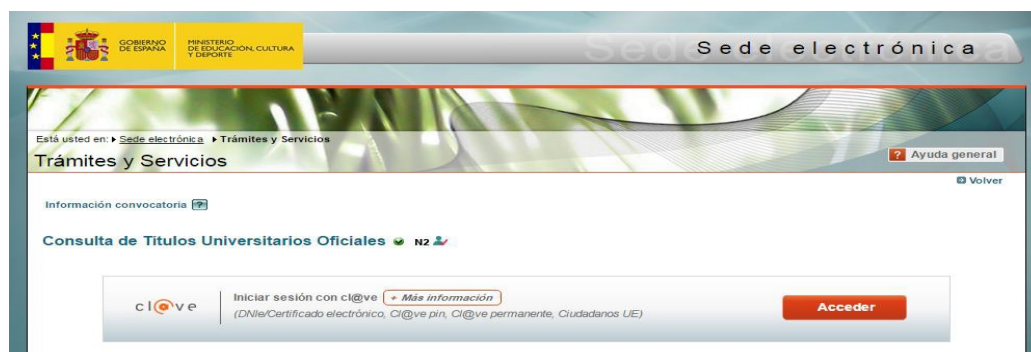 GOBIERNO
DE ESPAÑA
MINISTERIO
DE EDUCACIÓN, CULTURA
Y DEPORTE
Sede electrónica
Está usted en: Sede electrónica Trámites y Servicios
Trámites y Servicios
? Ayuda general
Volver
Información convocatoria ?
Consulta de Títulos Universitarios Oficiales N2
cl@ve
Iniciar sesión con cl@ve + Más información
(DNIe/Certificado electrónico, Cl@ve pin, Cl@ve permanente, Ciudadanos UE)
Acceder